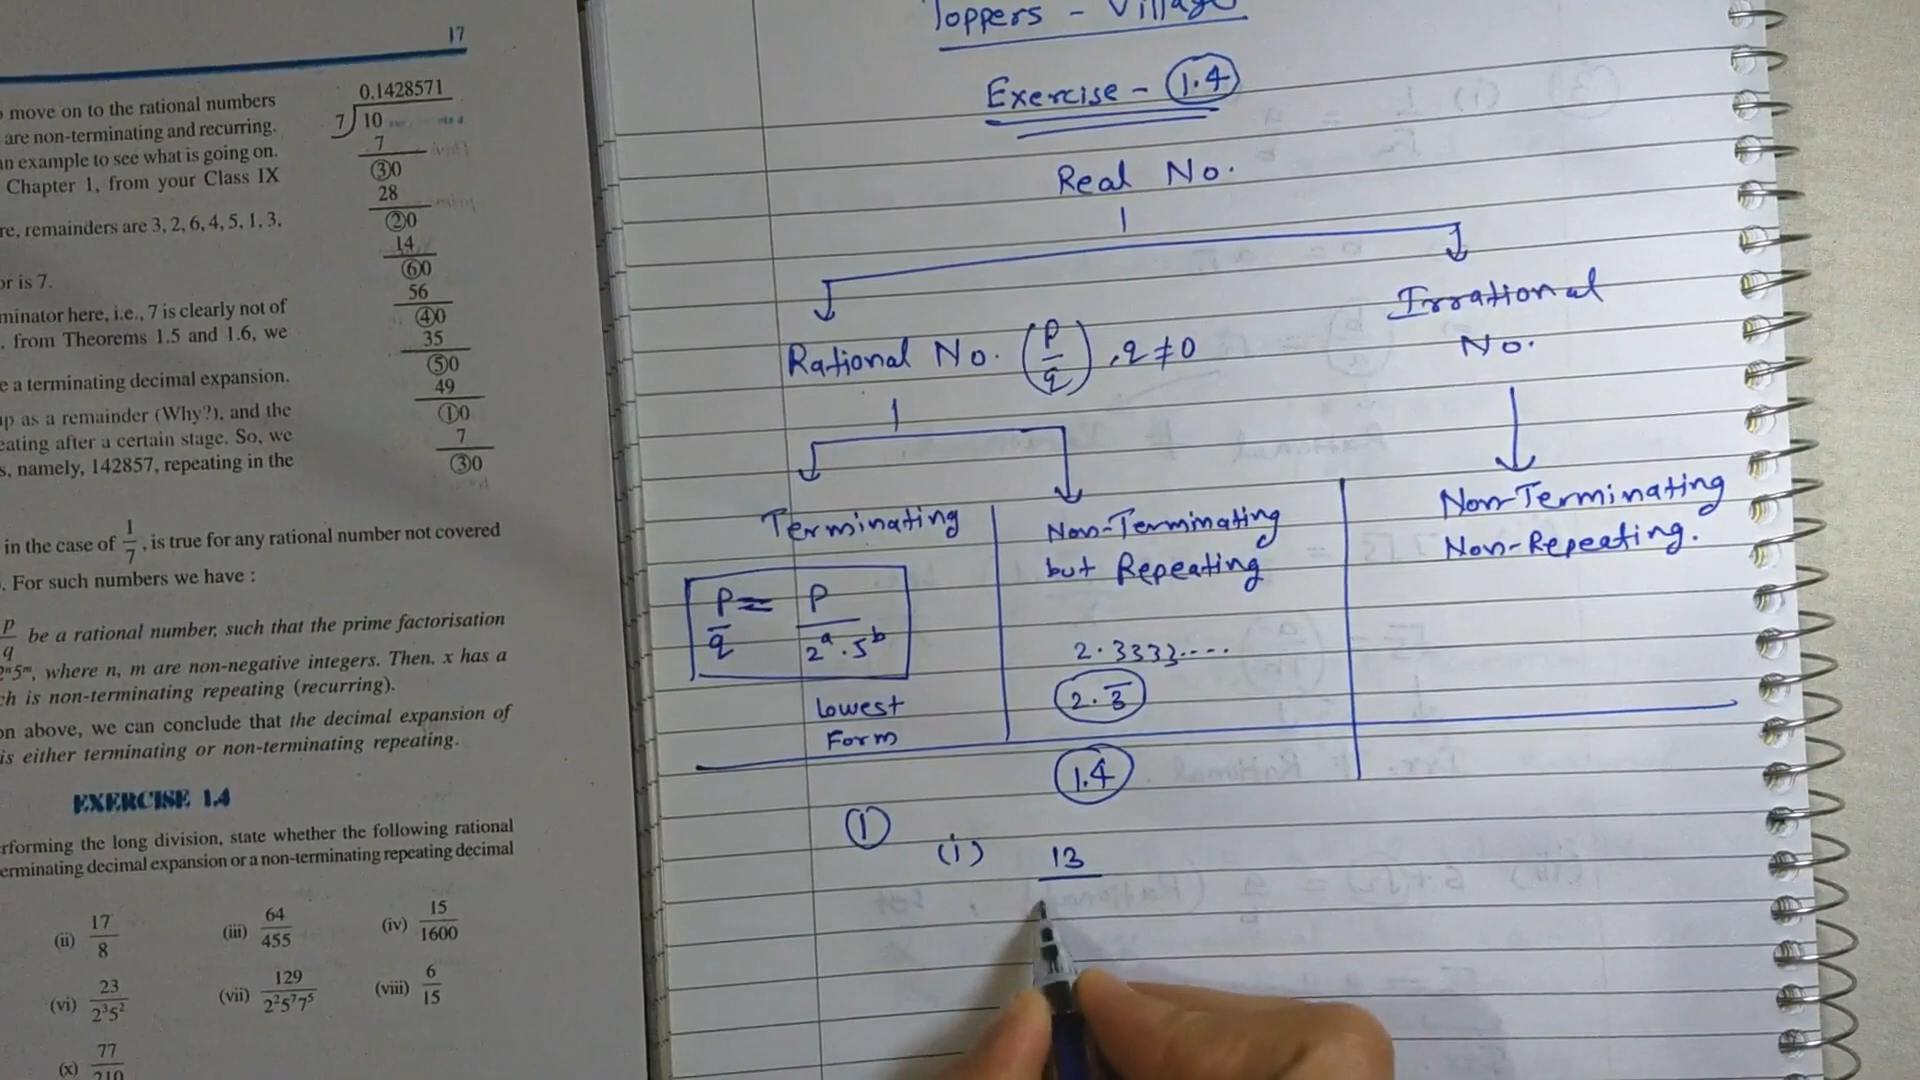 17
move on to the rational numbers
are non-terminating and recurring.
an example to see what is going on.
Chapter 1, from your Class IX
re, remainders are 3, 2, 6, 4, 5, 1, 3,
or is 7.
minator here, i.e., 7 is clearly not of
. from Theorems 1.5 and 1.6, we
e a terminating decimal expansion.
up as a remainder (Why?), and the
eating after a certain stage. So, we
s, namely, 142857, repeating in the
0.1428571
7 10
7
30
28
20
14
60
56
40
35
50
49
10
7
30
in the case of 1/7, is true for any rational number not covered
. For such numbers we have :
p/q be a rational number, such that the prime factorisation
2ⁿ5ᵐ, where n, m are non-negative integers. Then, x has a
ch is non-terminating repeating (recurring).
on above, we can conclude that the decimal expansion of
is either terminating or non-terminating repeating.
EXERCISE 1.4
rforming the long division, state whether the following rational
erminating decimal expansion or a non-terminating repeating decimal
(ii) 17/8 (iii) 64/455 (iv) 15/1600
(vi) 23/2³5² (vii) 129/2²5⁷7⁵ (viii) 6/15
(x) 77/210
Toppers - Village
Exercise - 1.4
Real No.
Rational No. (p/q), q ≠ 0
Irrational
No.
Terminating
Non-Terminating
but Repeating
Non-Terminating
Non-Repeating.
p/q = p/2ᵃ·5ᵇ
Lowest
Form
2.3333....
2.3̅
1.4
① (i) 13